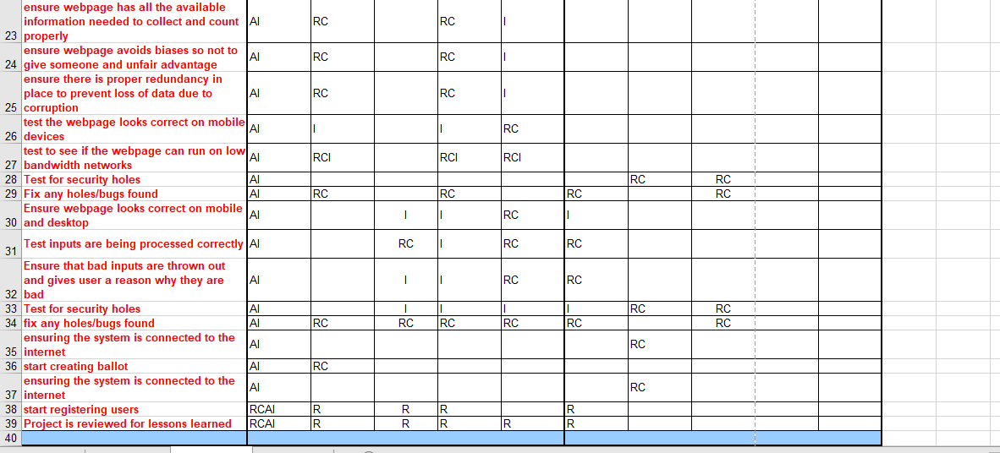 ensure webpage has all the available
information needed to collect and count AI RC RC I
23 properly
ensure webpage avoids biases so not to AI RC RC I
24 give someone and unfair advantage
ensure there is proper redundancy in
place to prevent loss of data due to AI RC RC I
25 corruption
test the webpage looks correct on mobile AI I I RC
26 devices
test to see if the webpage can run on low AI RCI RCI RCI
27 bandwidth networks
28 Test for security holes AI RC RC
29 Fix any holes/bugs found AI RC RC RC RC
Ensure webpage looks correct on mobile AI I I RC I
30 and desktop
31 Test inputs are being processed correctly AI RC I RC RC
Ensure that bad inputs are thrown out
and gives user a reason why they are AI I I RC RC
32 bad
33 Test for security holes AI I I I I RC RC
34 fix any holes/bugs found AI RC RC RC RC RC RC
ensuring the system is connected to the AI RC
35 internet
36 start creating ballot AI RC
ensuring the system is connected to the AI RC
37 internet
38 start registering users RCAI R R R R
39 Project is reviewed for lessons learned RCAI R R R R R
40